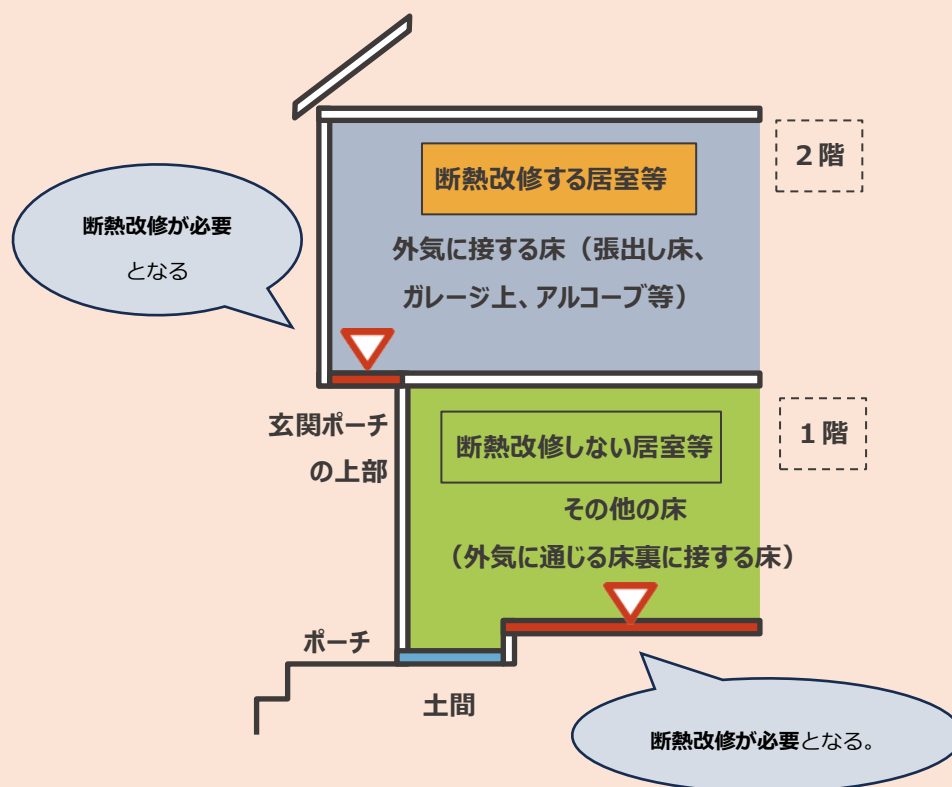 ２階
断熱改修する居室等
断熱改修が必要
となる
外気に接する床（張出し床、
ガレージ上、アルコーブ等）
１階
玄関ポーチ
の上部
断熱改修しない居室等
その他の床
（外気に通じる床裏に接する床）
ポーチ
土間
断熱改修が必要となる。